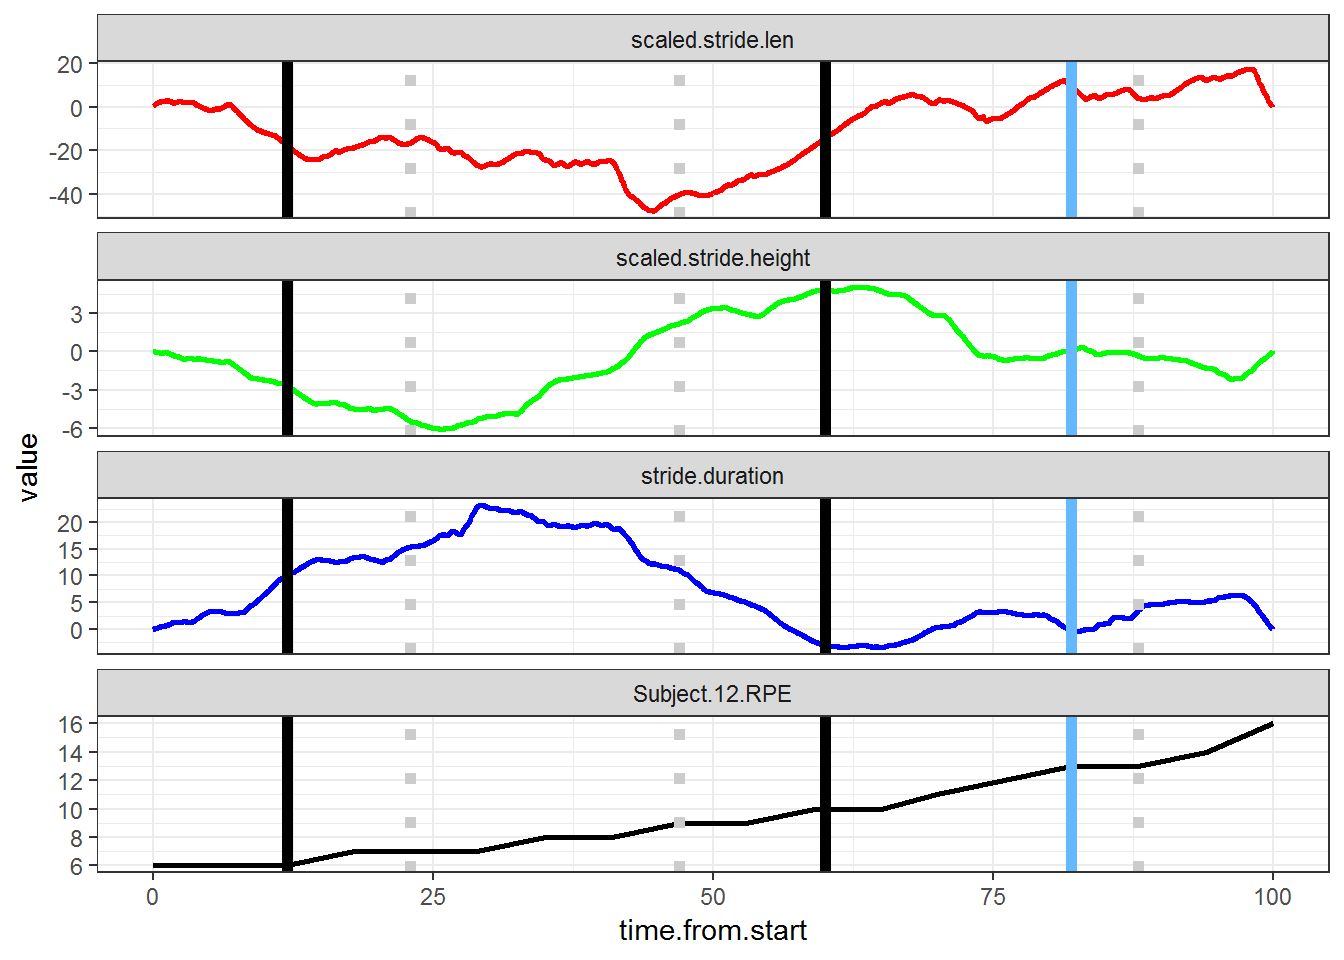 scaled.stride.len
20
0
-20
-40
scaled.stride.height
3
0
-3
-6
value
stride.duration
20
15
10
5
0
Subject.12.RPE
16
14
12
10
8
6
0 25 50 75 100
time.from.start